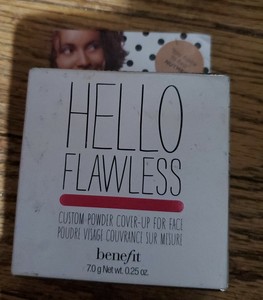 HELLO
FLAWLESS
CUSTOM POWDER COVER-UP FOR FACE
POUDRE VISAGE COUVRANCE SUR MESURE
benefit
7.0 g Net wt. 0.25 oz.